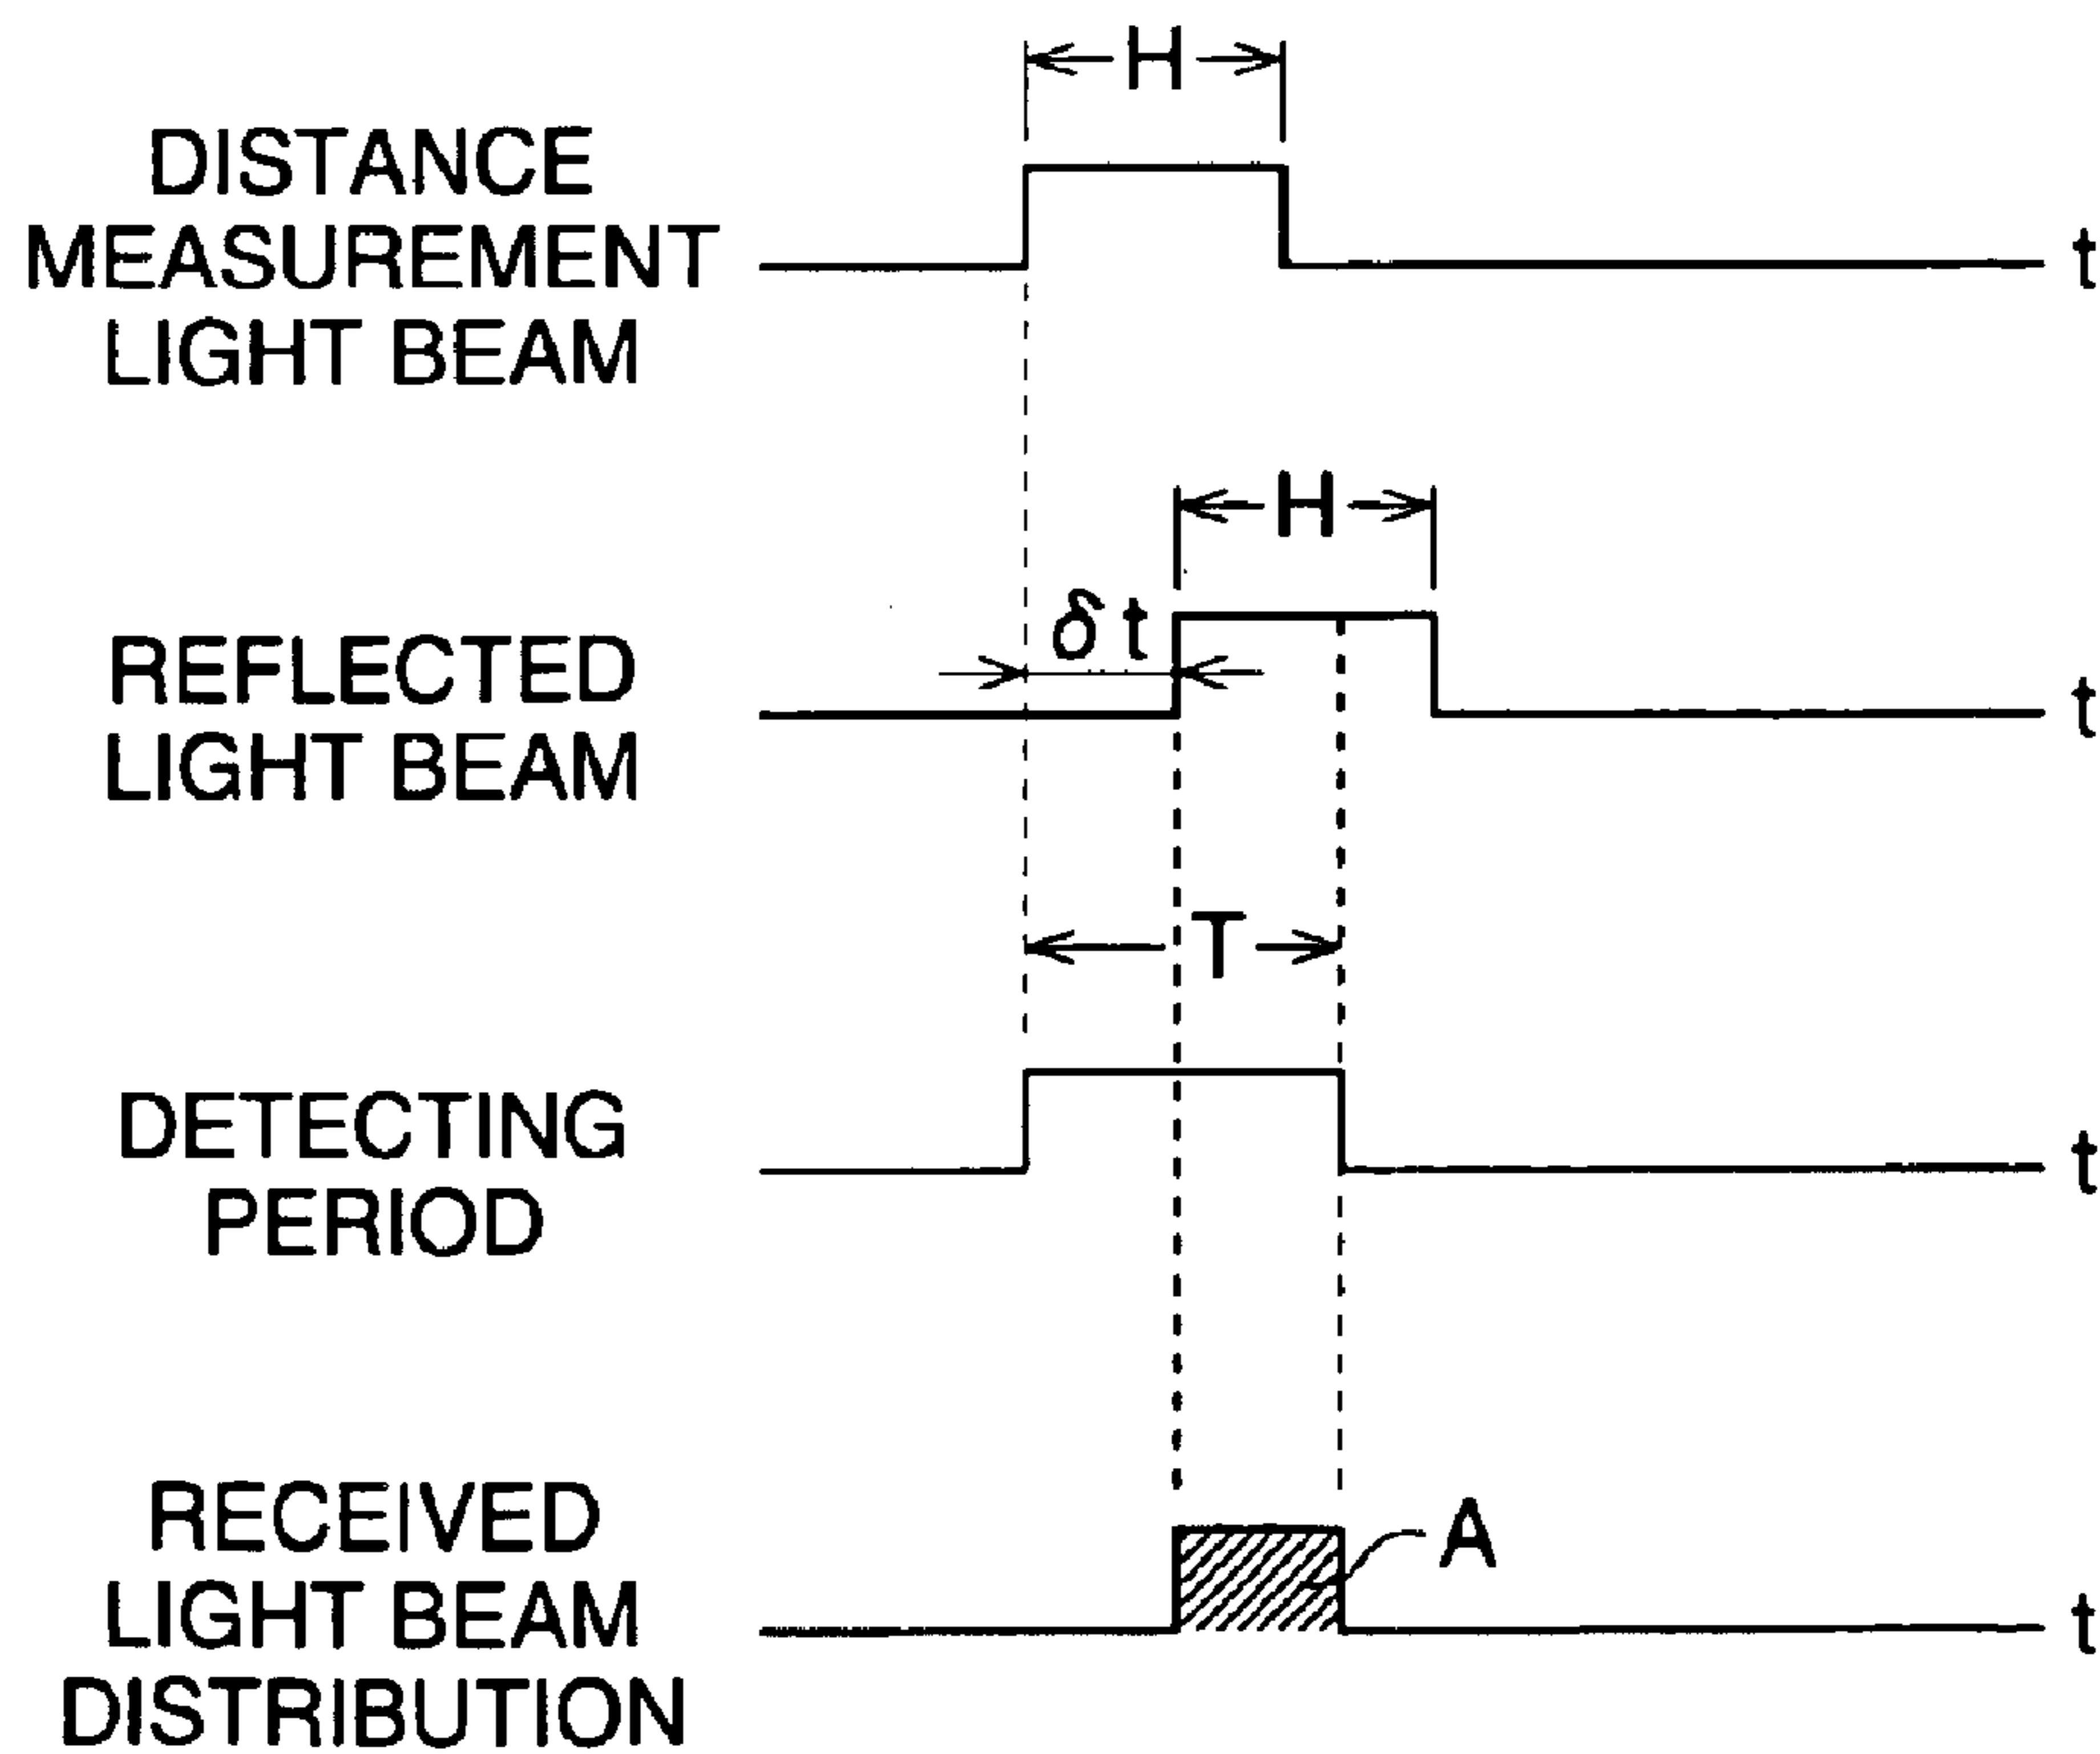 H
DISTANCE
MEASUREMENT
LIGHT BEAM
t
H
δt
REFLECTED
LIGHT BEAM
t
T
DETECTING
PERIOD
t
RECEIVED
LIGHT BEAM
DISTRIBUTION
A
t